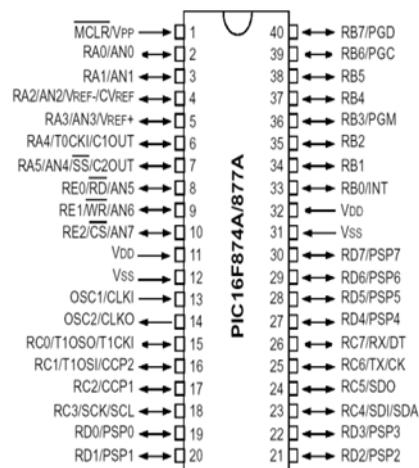 MCLR/VPP 1 40 RB7/PGD
RA0/AN0 2 39 RB6/PGC
RA1/AN1 3 38 RB5
RA2/AN2/VREF-/CVREF 4 37 RB4
RA3/AN3/VREF+ 5 36 RB3/PGM
RA4/T0CKI/C1OUT 6 35 RB2
RA5/AN4/SS/C2OUT 7 34 RB1
RE0/RD/AN5 8 33 RB0/INT
RE1/WR/AN6 9 32 VDD
RE2/CS/AN7 10 31 VSS
VDD 11 30 RD7/PSP7
VSS 12 29 RD6/PSP6
OSC1/CLKI 13 28 RD5/PSP5
OSC2/CLKO 14 27 RD4/PSP4
RC0/T1OSO/T1CKI 15 26 RC7/RX/DT
RC1/T1OSI/CCP2 16 25 RC6/TX/CK
RC2/CCP1 17 24 RC5/SDO
RC3/SCK/SCL 18 23 RC4/SDI/SDA
RD0/PSP0 19 22 RD3/PSP3
RD1/PSP1 20 21 RD2/PSP2
PIC16F874A/877A